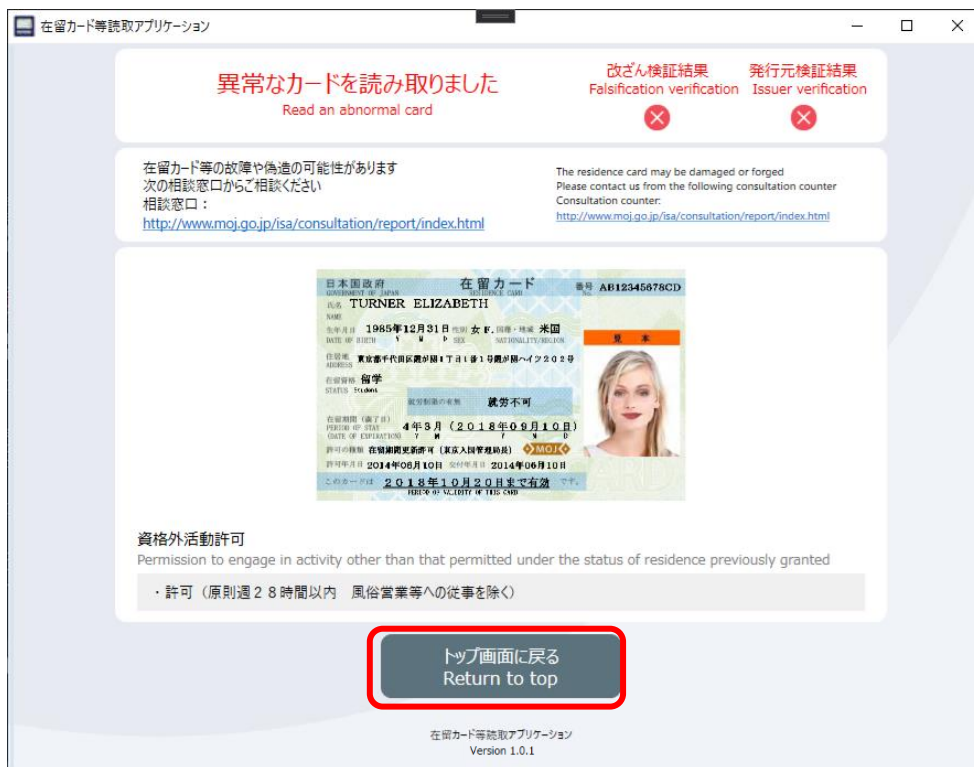 在留カード等読取アプリケーション
異常なカードを読み取りました
Read an abnormal card
改ざん検証結果
Falsification verification
発行元検証結果
Issuer verification
在留カード等の故障や偽造の可能性があります
次の相談窓口からご相談ください
相談窓口：
http://www.moj.go.jp/isa/consultation/report/index.html
The residence card may be damaged or forged
Please contact us from the following consultation counter
Consultation counter:
http://www.moj.go.jp/isa/consultation/report/index.html
日本国政府 在留カード 番号 AB12345678CD
GOVERNMENT OF JAPAN RESIDENCE CARD No.
氏名 TURNER ELIZABETH
NAME
生年月日 1985年12月31日 性別 女 F. 国籍・地域 米国
DATE OF BIRTH Y M D SEX NATIONALITY/REGION
見本
住居地 東京都千代田区霞が関1丁目1番1号霞が関ハイツ202号
ADDRESS
在留資格 留学
STATUS Student
就労制限の有無 就労不可
在留期間（満了日） 4年3月（2018年09月10日）
PERIOD OF STAY
(DATE OF EXPIRATION) Y M Y M D
許可の種類 在留期間更新許可（東京入国管理局長） MOJ
許可年月日 2014年06月10日 交付年月日 2014年06月10日
このカードは 2018年10月20日まで有効 です。
PERIOD OF VALIDITY OF THIS CARD
資格外活動許可
Permission to engage in activity other than that permitted under the status of residence previously granted
・許可（原則週28時間以内　風俗営業等への従事を除く）
トップ画面に戻る
Return to top
在留カード等読取アプリケーション
Version 1.0.1